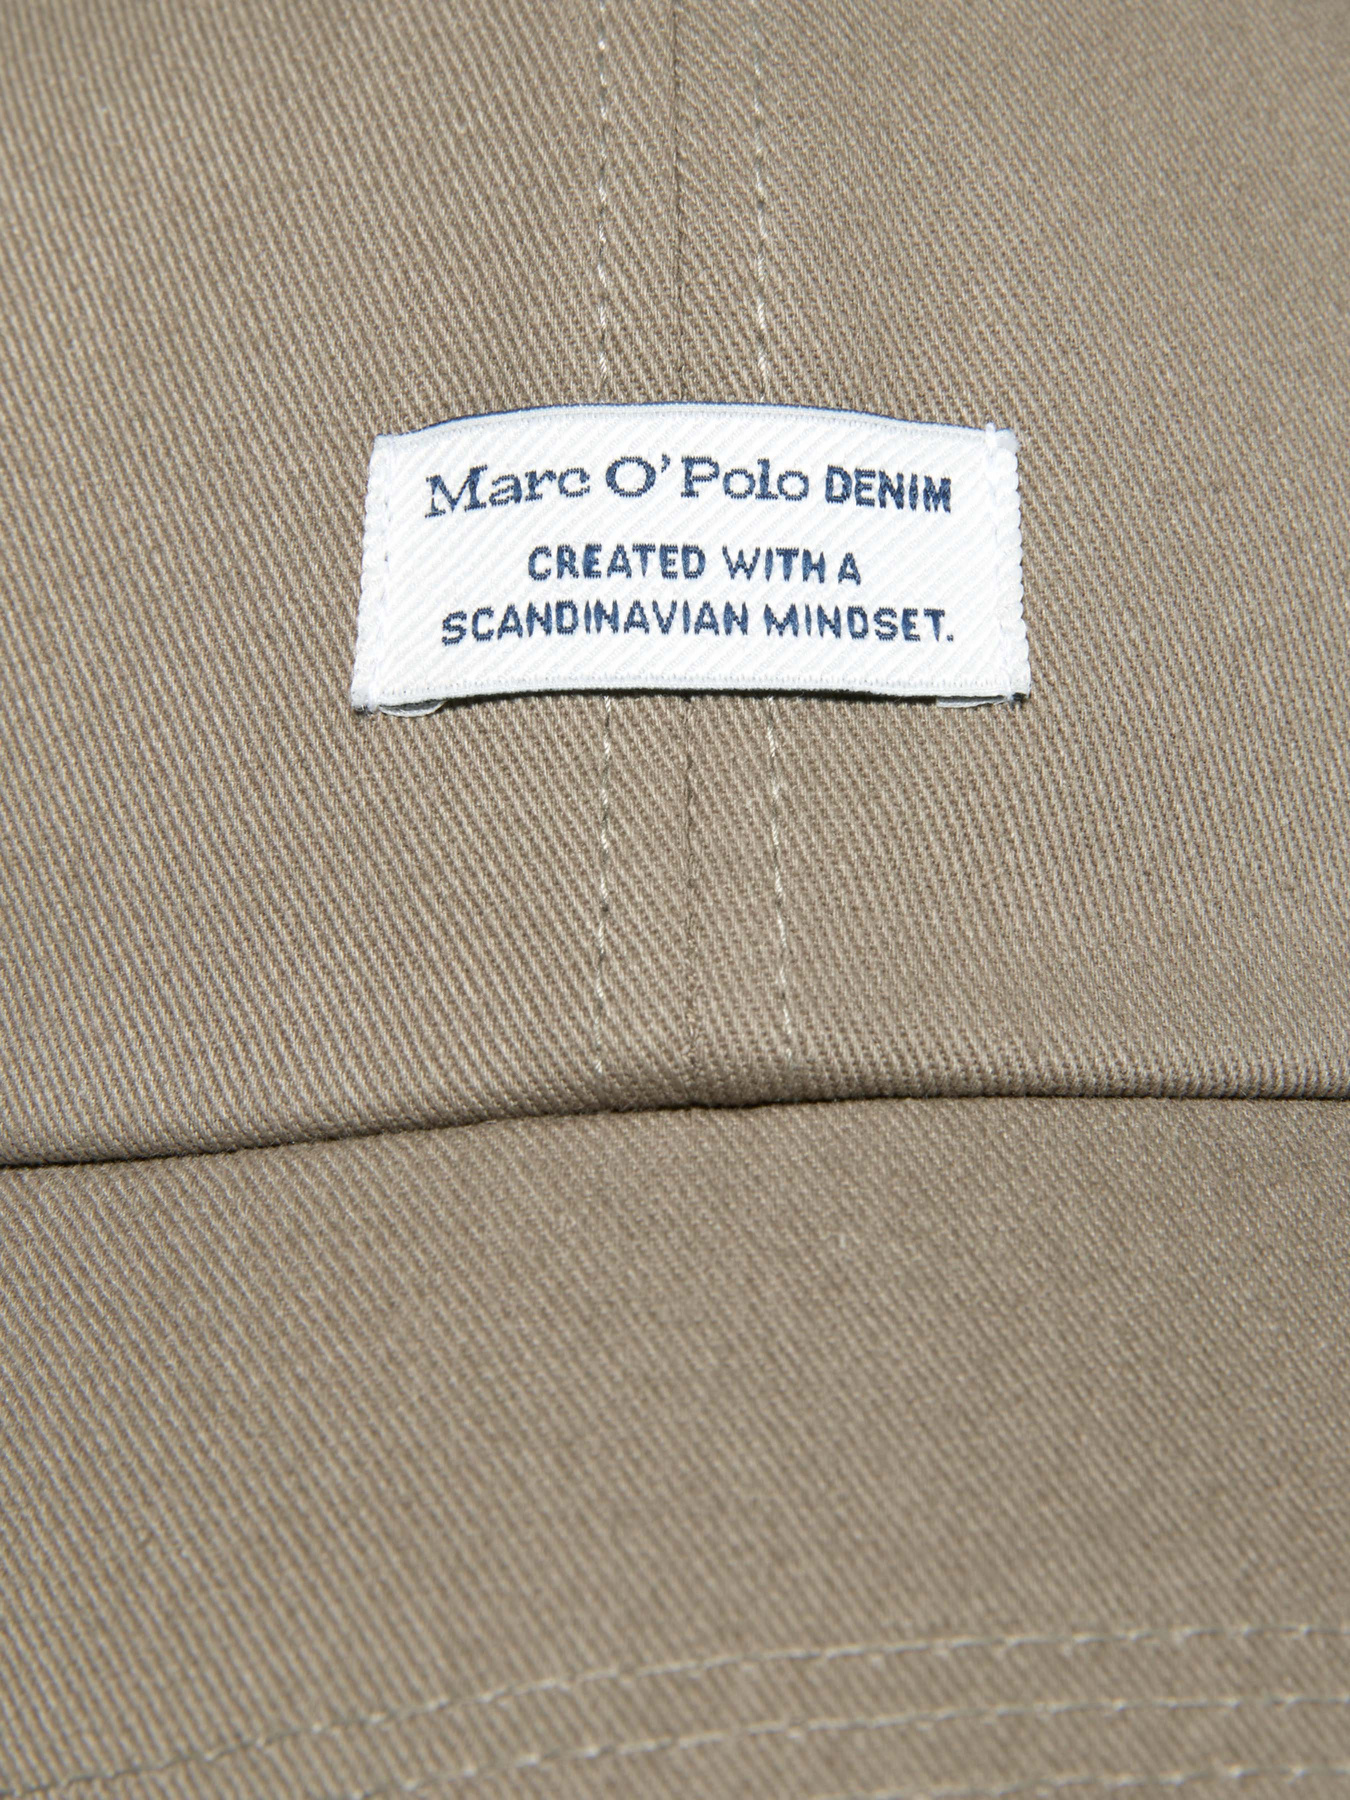 Marc O'Polo DENIM
CREATED WITH A
SCANDINAVIAN MINDSET.